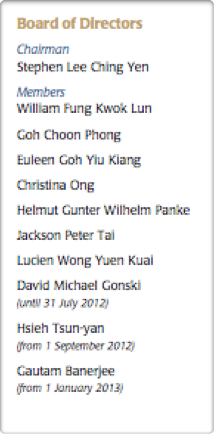 Board of Directors
Chairman
Stephen Lee Ching Yen
Members
William Fung Kwok Lun
Goh Choon Phong
Euleen Goh Yiu Kiang
Christina Ong
Helmut Gunter Wilhelm Panke
Jackson Peter Tai
Lucien Wong Yuen Kuai
David Michael Gonski
(until 31 July 2012)
Hsieh Tsun-yan
(from 1 September 2012)
Gautam Banerjee
(from 1 January 2013)